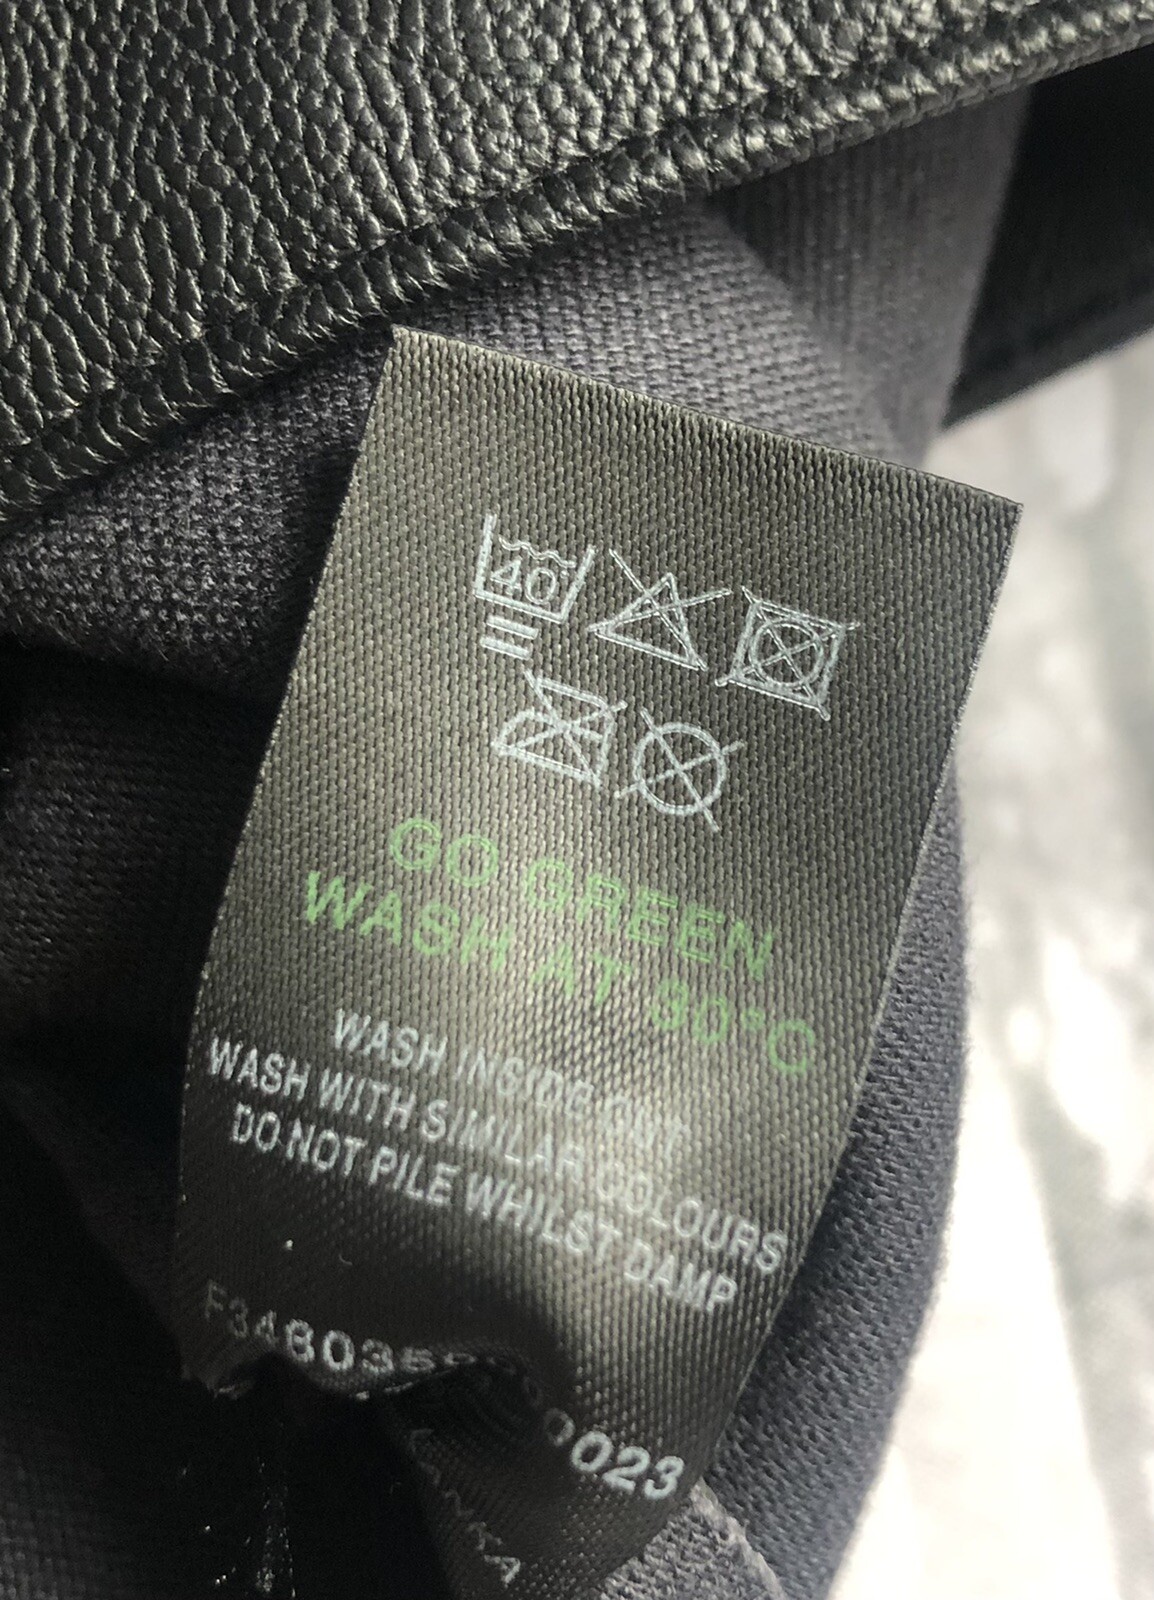 40
GO GREEN
WASH AT 30°C
WASH INSIDE OUT
WASH WITH SIMILAR COLOURS
DO NOT PILE WHILST DAMP